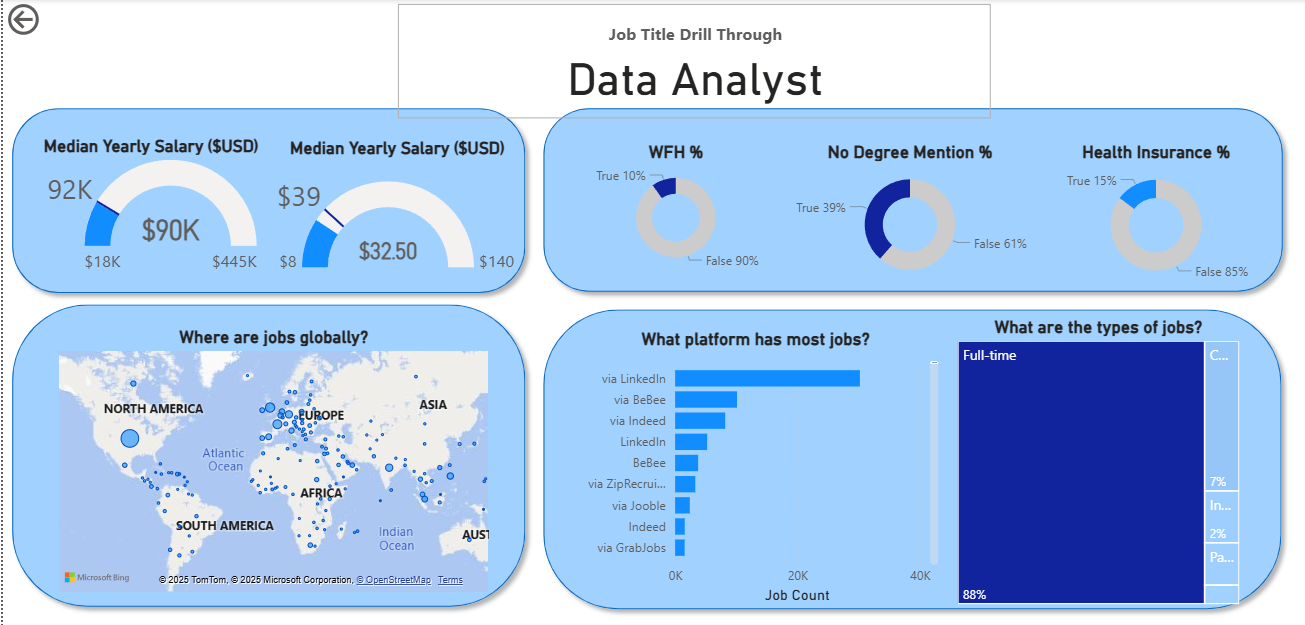 Job Title Drill Through
Data Analyst
Median Yearly Salary ($USD)
92K
$90K
$18K
$445K
Median Yearly Salary ($USD)
$39
$32.50
$8
$140
WFH %
True 10%
False 90%
No Degree Mention %
True 39%
False 61%
Health Insurance %
True 15%
False 85%
Where are jobs globally?
NORTH AMERICA
EUROPE
ASIA
Atlantic
Ocean
AFRICA
SOUTH AMERICA
Indian
Ocean
AUST
Microsoft Bing
© 2025 TomTom, © 2025 Microsoft Corporation, © OpenStreetMap Terms
What platform has most jobs?
via LinkedIn
via BeBee
via Indeed
LinkedIn
BeBee
via ZipRecrui...
via Jooble
Indeed
via GrabJobs
0K
20K
40K
Job Count
What are the types of jobs?
Full-time
88%
C...
7%
In...
2%
Pa...